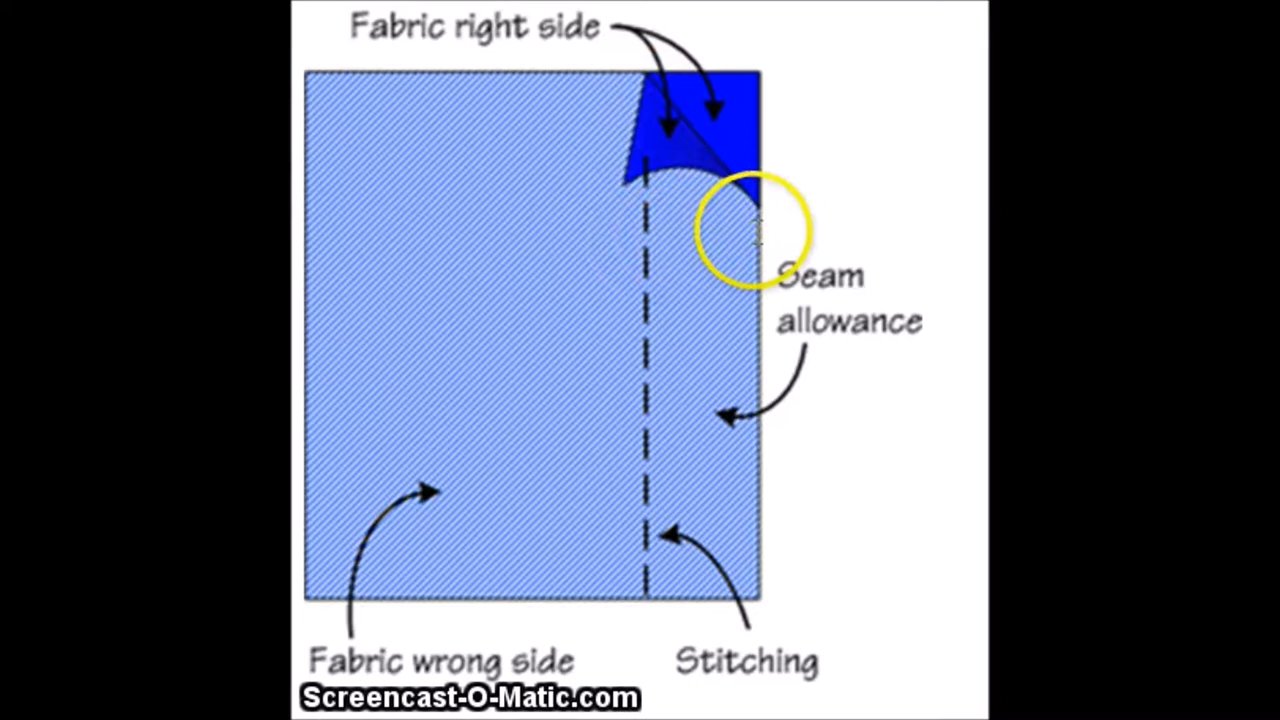 Fabric right side
Seam
allowance
Fabric wrong side
Stitching
Screencast-O-Matic.com